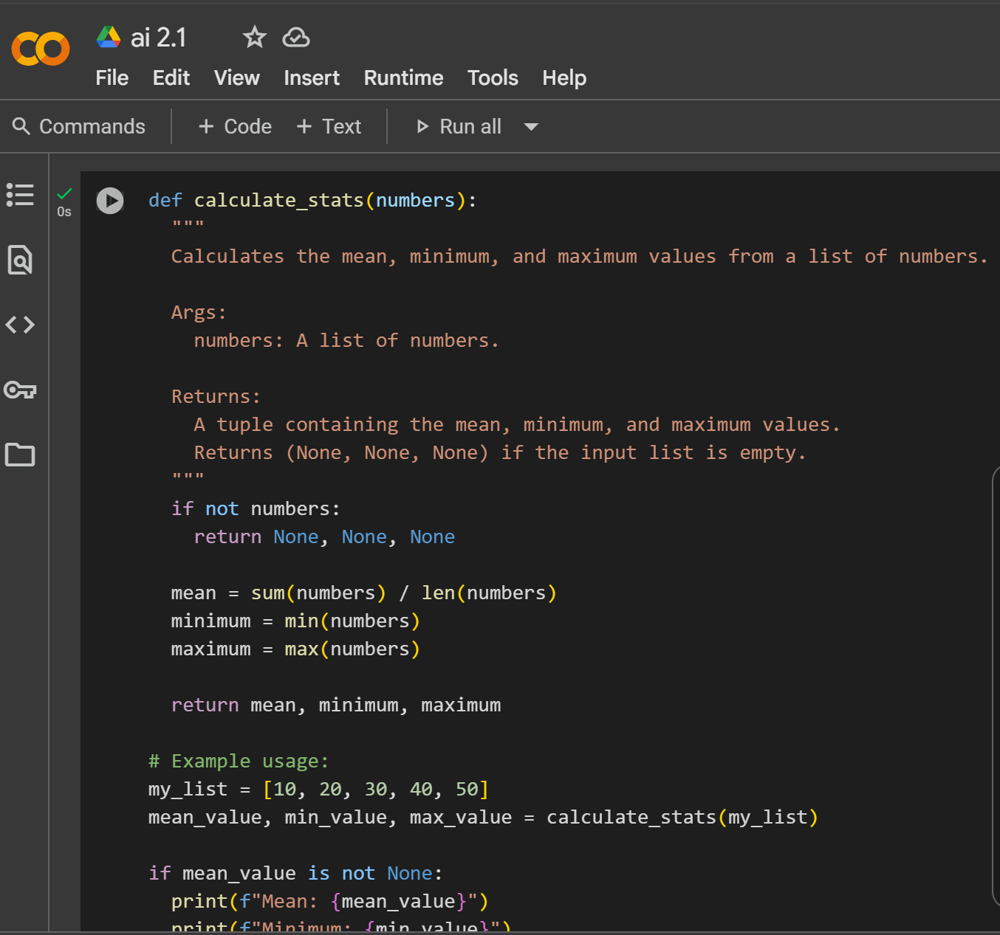 ai 2.1
File Edit View Insert Runtime Tools Help
Commands + Code + Text Run all
0s
def calculate_stats(numbers):
  """
  Calculates the mean, minimum, and maximum values from a list of numbers.

  Args:
    numbers: A list of numbers.

  Returns:
    A tuple containing the mean, minimum, and maximum values.
    Returns (None, None, None) if the input list is empty.
  """
  if not numbers:
    return None, None, None

  mean = sum(numbers) / len(numbers)
  minimum = min(numbers)
  maximum = max(numbers)

  return mean, minimum, maximum

# Example usage:
my_list = [10, 20, 30, 40, 50]
mean_value, min_value, max_value = calculate_stats(my_list)

if mean_value is not None:
  print(f"Mean: {mean_value}")
  print(f"Minimum: {min_value}")